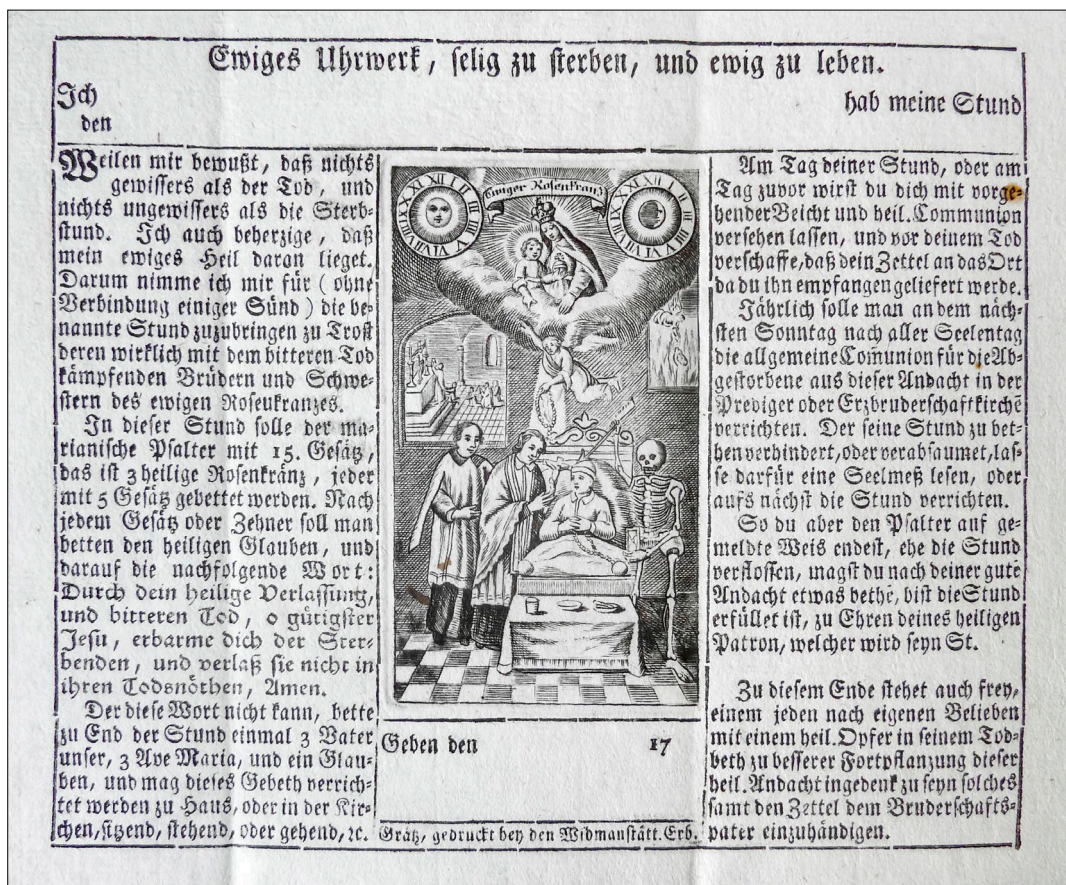 Ewiges Uhrwerk, selig zu sterben, und ewig zu leben.
Ich hab meine Stund
den
Weilen mir bewußt, daß nichts
gewissers als der Tod, und
nichts ungewissers als die Sterb-
stund. Ich auch beherzige, daß
mein ewiges Heil daran lieget.
Darum nimme ich mir für (ohne
Verbindung einiger Sünd) die be-
nannte Stund zuzubringen zu Trost
deren wirklich mit dem bitteren Tod
kämpfenden Brüdern und Schwe-
stern des ewigen Rosenkranzes.
In dieser Stund solle der ma-
rianische Psalter mit 15. Gesätz,
das ist 3 heilige Rosenkränz, jeder
mit 5 Gesätz gebettet werden. Nach
jedem Gesätz oder Zehner soll man
betten den heiligen Glauben, und
darauf die nachfolgende Wort:
Durch dein heilige Verlassung,
und bitteren Tod, o gütigster
Jesu, erbarme dich der Ster-
benden, und verlaß sie nicht in
ihren Todsnöthen, Amen.
Der diese Wort nicht kann, bette
zu End der Stund einmal 3 Vater
unser, 3 Ave Maria, und ein Glau-
ben, und mag dieses Gebeth verrich-
tet werden zu Haus, oder in der Kir-
chen, sitzend, stehend, oder gehend, ꝛc.
Ewiger Rosenkranz
Geben den 17
Grätz, gedruckt bey den Widmanstätt. Erb.
Am Tag deiner Stund, oder am
Tag zuvor wirst du dich mit vorge-
hender Beicht und heil. Communion
versehen lassen, und vor deinem Tod
verschaffe, daß dein Zettel an das Ort
da du ihn empfangen geliefert werde.
Jährlich solle man an dem näch-
sten Sonntag nach aller Seelentag
die allgemeine Com̄union für die Ab-
gestorbene aus dieser Andacht in der
Prediger oder Erzbruderschaftkirchē
verrichten. Der seine Stund zu bet-
hen verhindert, oder verabsaumet, las-
se darfür eine Seelmeß lesen, oder
aufs nächst die Stund verrichten.
So du aber den Psalter auf ge-
meldte Weis endest, ehe die Stund
verflossen, magst du nach deiner gutē
Andacht etwas bethē, bist die Stund
erfüllet ist, zu Ehren deines heiligen
Patron, welcher wird seyn St.
Zu diesem Ende stehet auch frey,
einem jeden nach eigenen Belieben
mit einem heil. Opfer in seinem Tod-
beth zu besserer Fortpflanzung dieser
heil. Andacht ingedenk zu seyn solches
samt den Zettel dem Bruderschafts-
pater einzuhändigen.